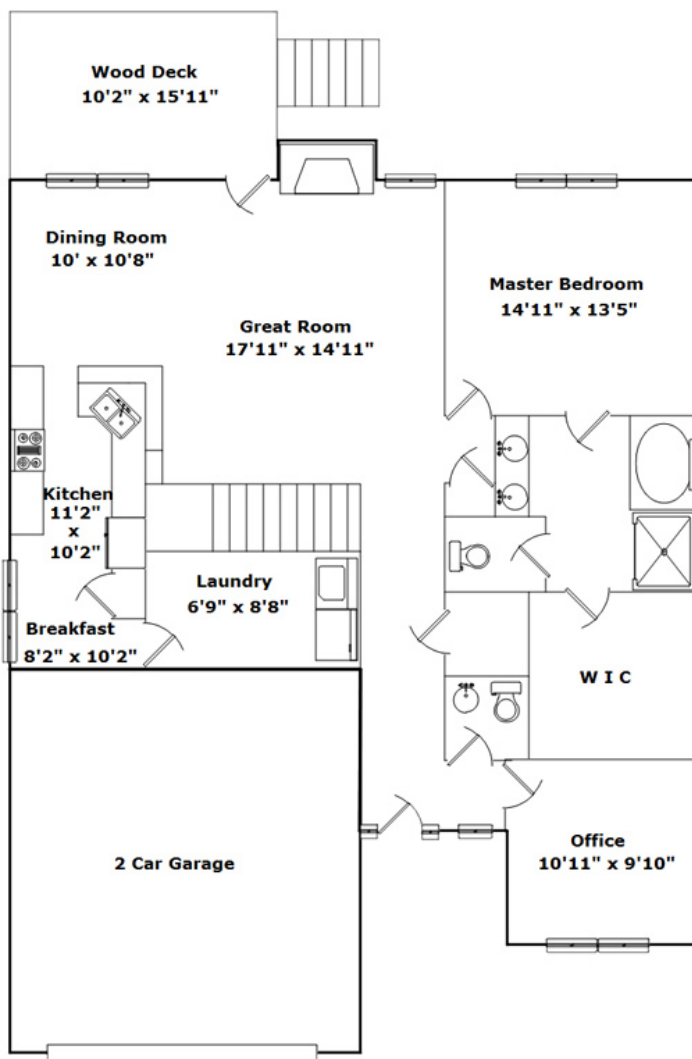 Wood Deck
10'2" x 15'11"
Dining Room
10' x 10'8"
Great Room
17'11" x 14'11"
Master Bedroom
14'11" x 13'5"
Kitchen
11'2"
x
10'2"
Laundry
6'9" x 8'8"
Breakfast
8'2" x 10'2"
W I C
2 Car Garage
Office
10'11" x 9'10"